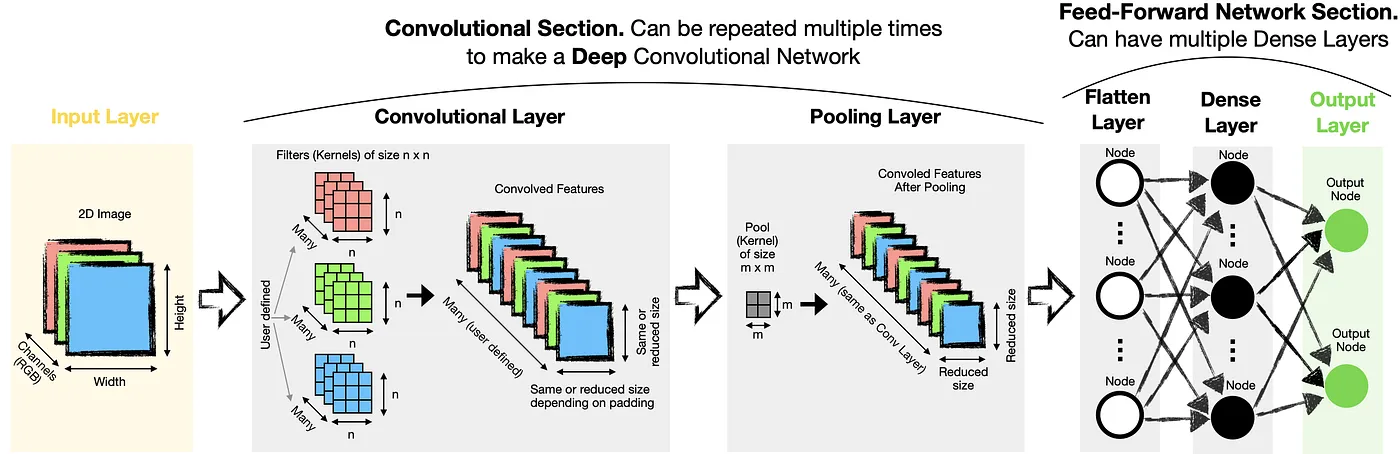 Convolutional Section. Can be repeated multiple times
to make a Deep Convolutional Network
Feed-Forward Network Section.
Can have multiple Dense Layers
Input Layer
2D Image
Height
Width
Channels
(RGB)
Convolutional Layer
Filters (Kernels) of size n x n
User defined
Many
n
n
Many
n
n
Many
n
n
Convolved Features
Many (user defined)
Same or
reduced size
Same or reduced size
depending on padding
Pooling Layer
Pool
(Kernel)
of size
m x m
m
m
Convoled Features
After Pooling
Many (same as Conv Layer)
Reduced size
Reduced
size
Flatten
Layer
Node
Node
Node
Dense
Layer
Node
Node
Node
Output
Layer
Output
Node
Output
Node